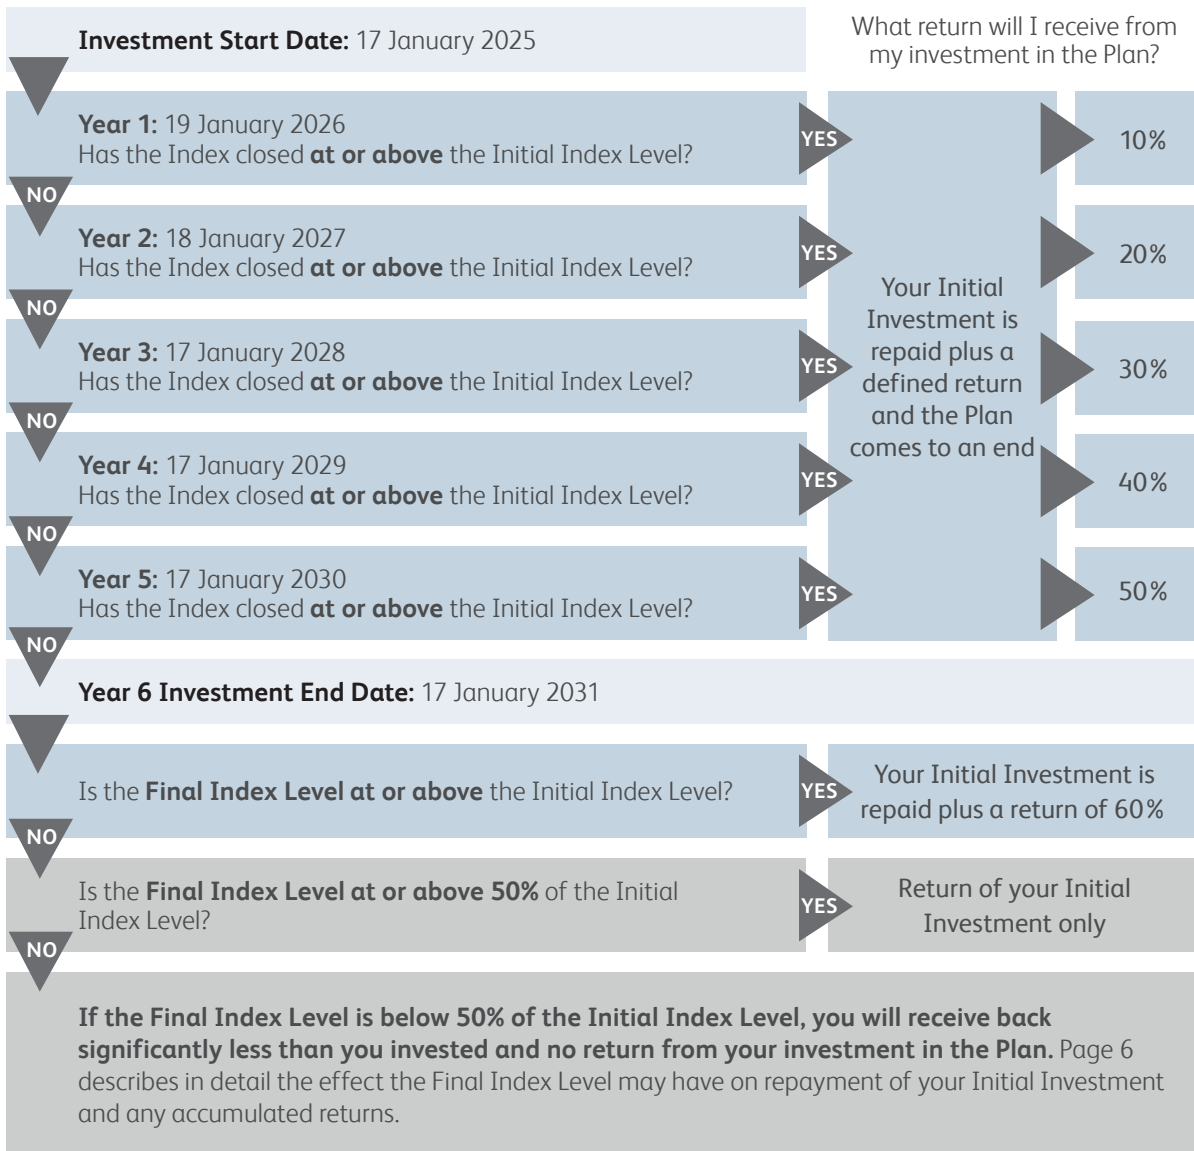 Investment Start Date: 17 January 2025
What return will I receive from
my investment in the Plan?
Year 1: 19 January 2026
Has the Index closed at or above the Initial Index Level?
YES
10%
NO
Year 2: 18 January 2027
Has the Index closed at or above the Initial Index Level?
YES
20%
NO
Year 3: 17 January 2028
Has the Index closed at or above the Initial Index Level?
YES
30%
NO
Year 4: 17 January 2029
Has the Index closed at or above the Initial Index Level?
YES
40%
NO
Year 5: 17 January 2030
Has the Index closed at or above the Initial Index Level?
YES
50%
Your Initial
Investment is
repaid plus a
defined return
and the Plan
comes to an end
NO
Year 6 Investment End Date: 17 January 2031
Is the Final Index Level at or above the Initial Index Level?
YES
Your Initial Investment is
repaid plus a return of 60%
NO
Is the Final Index Level at or above 50% of the Initial
Index Level?
YES
Return of your Initial
Investment only
NO
If the Final Index Level is below 50% of the Initial Index Level, you will receive back
significantly less than you invested and no return from your investment in the Plan. Page 6
describes in detail the effect the Final Index Level may have on repayment of your Initial Investment
and any accumulated returns.